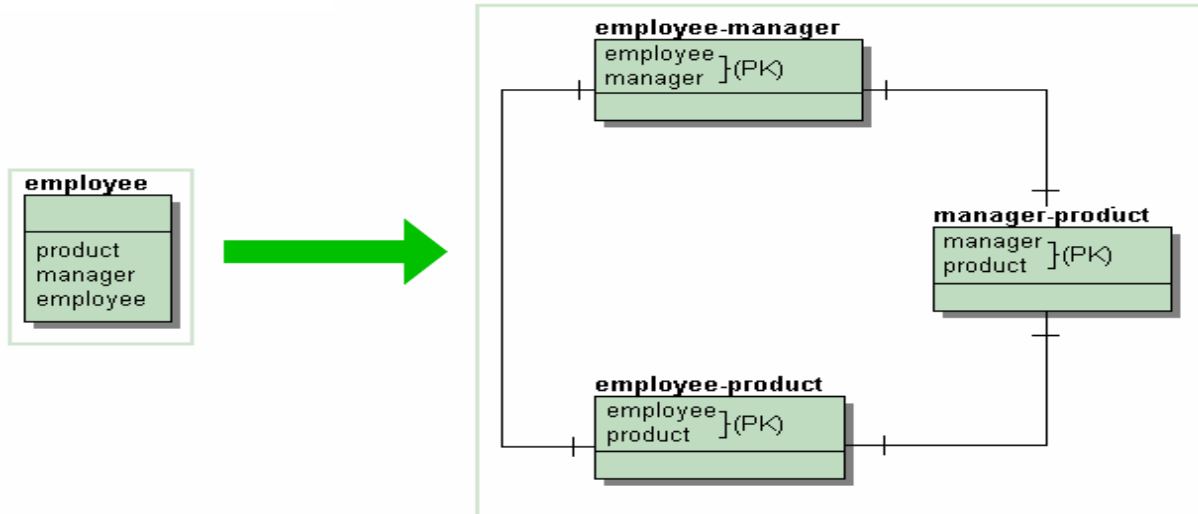 employee
product
manager
employee
employee-manager
employee
manager
}(PK)
manager-product
manager
product
}(PK)
employee-product
employee
product
}(PK)